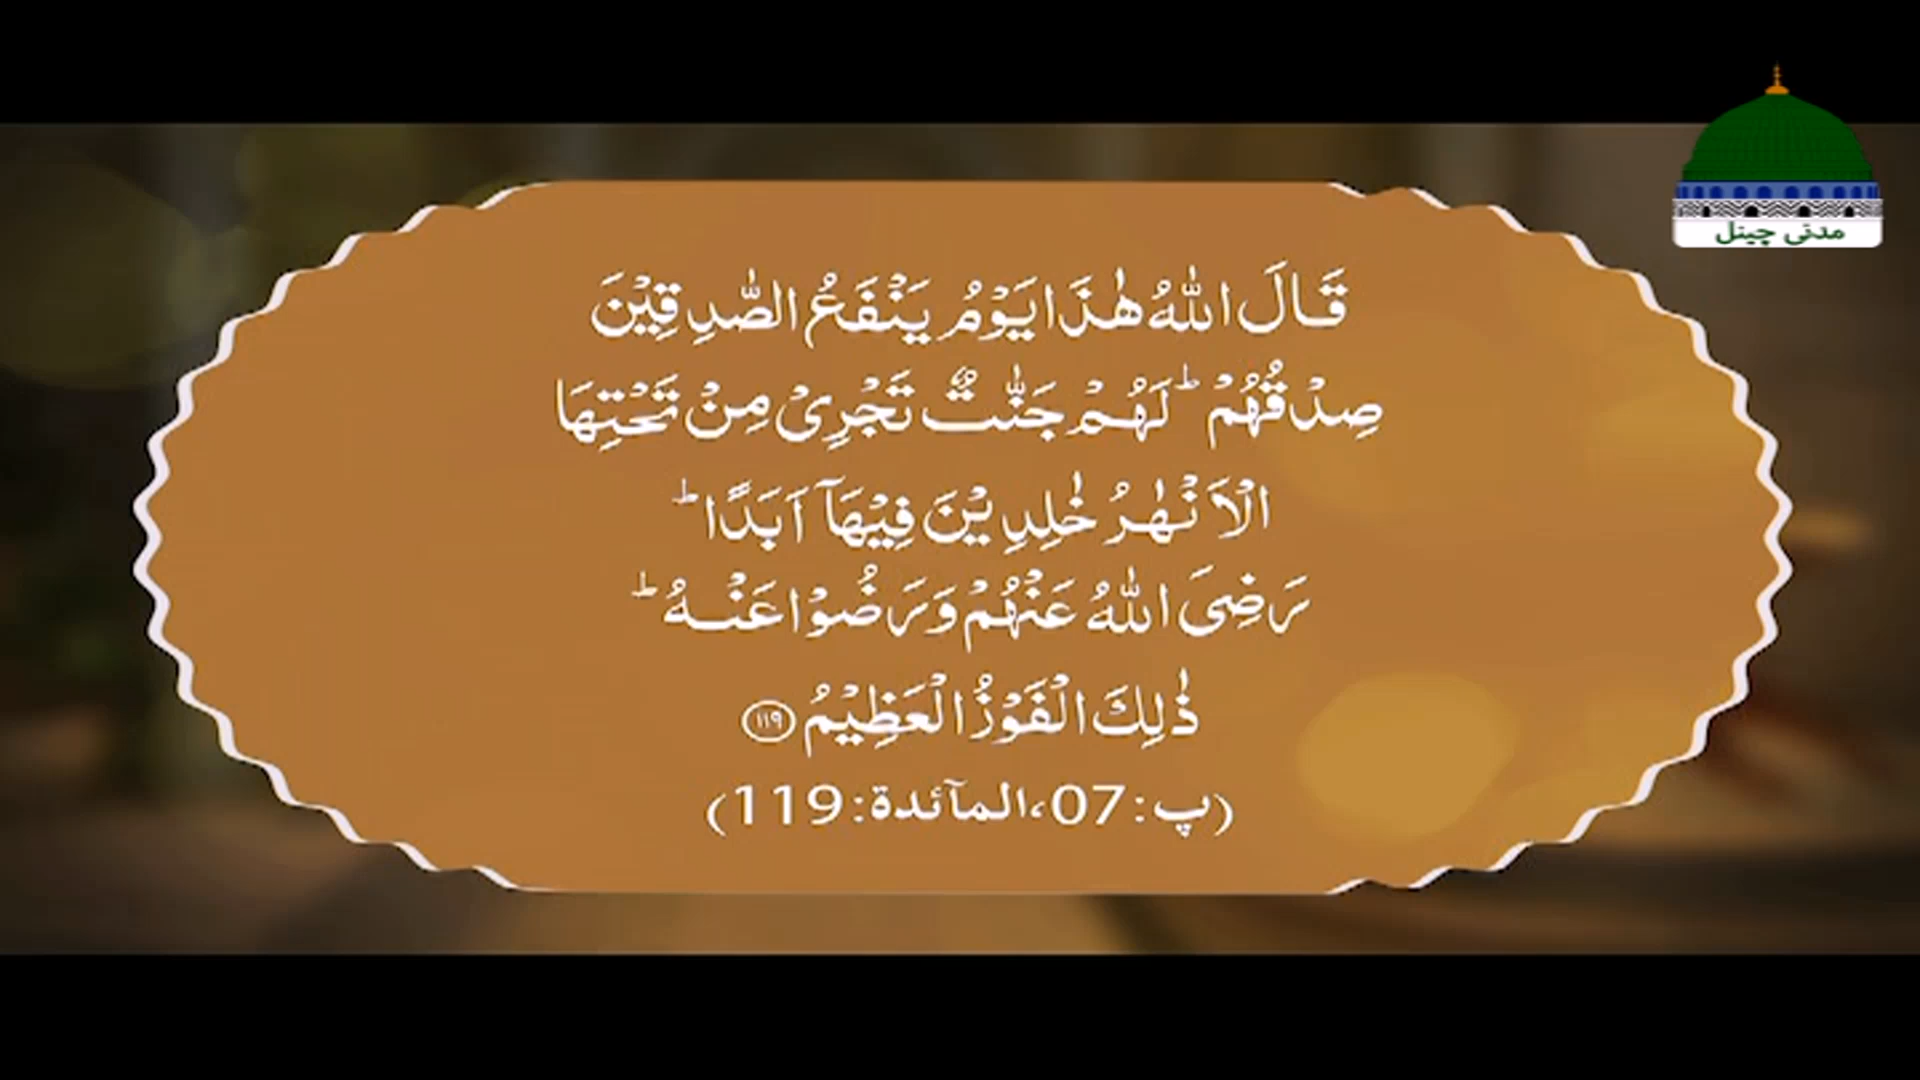 مدنی چینل
قَالَ اللّٰهُ هٰذَا یَوْمُ یَنْفَعُ الصّٰدِقِیْنَ
صِدْقُهُمْؕ لَهُمْ جَنّٰتٌ تَجْرِیْ مِنْ تَحْتِهَا
الْاَنْهٰرُ خٰلِدِیْنَ فِیْهَاۤ اَبَدًاؕ
رَضِیَ اللّٰهُ عَنْهُمْ وَرَضُوْا عَنْهُؕ
ذٰلِكَ الْفَوْزُ الْعَظِیْمُ ﴿۱۱۹﴾
(پ:07،المآئدة:119)